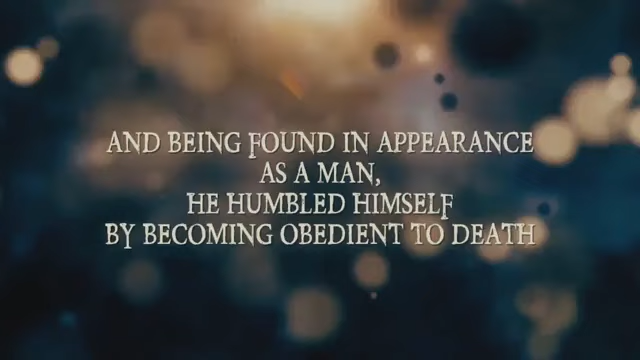 AND BEING FOUND IN APPEARANCE
AS A MAN,
HE HUMBLED HIMSELF
BY BECOMING OBEDIENT TO DEATH